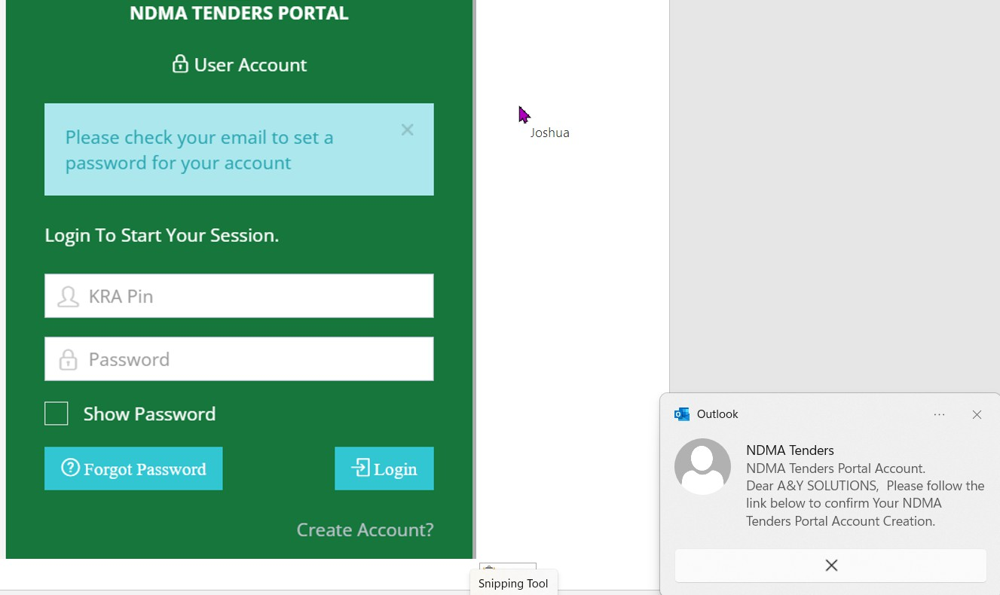 NDMA TENDERS PORTAL
User Account
Please check your email to set a
password for your account
Login To Start Your Session.
KRA Pin
Password
Show Password
Forgot Password
Login
Create Account?
Joshua
Outlook
NDMA Tenders
NDMA Tenders Portal Account.
Dear A&Y SOLUTIONS,  Please follow the
link below to confirm Your NDMA
Tenders Portal Account Creation.
Snipping Tool